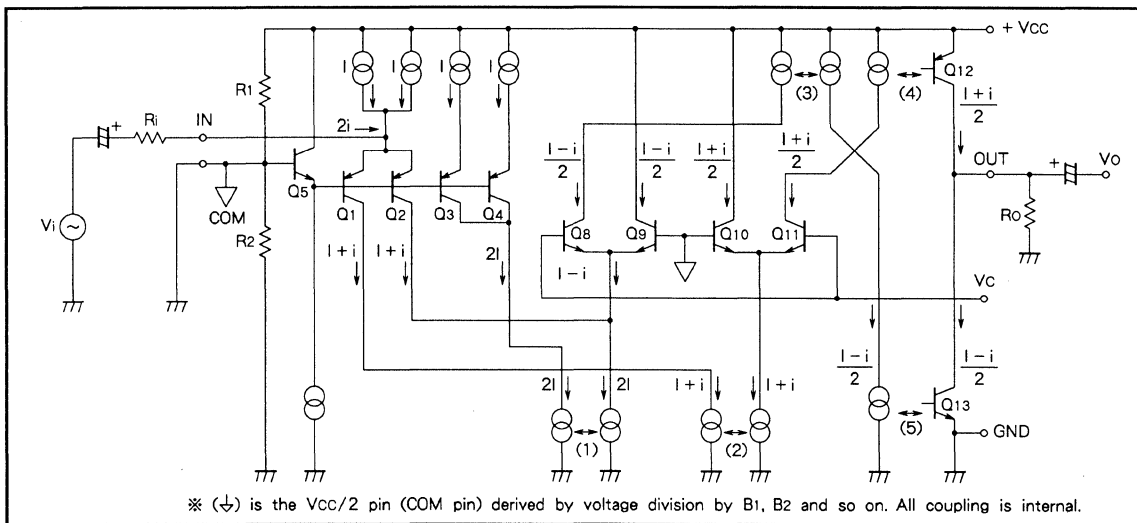 + Vcc
I
I
I
I
(3)
(4)
Q12
R1
I+i
2
Ri
IN
2i
+
I-i
2
I-i
2
I+i
2
I+i
2
OUT
+
Vo
Q5
Vi
COM
Q1
Q2
Q3
Q4
Q8
Q9
Q10
Q11
Ro
R2
I+i
I+i
2I
I-i
Vc
I-i
2
I-i
2
2I
2I
I+i
I+i
Q13
(1)
(2)
(5)
GND
※ (⏚) is the Vcc/2 pin (COM pin) derived by voltage division by B1, B2 and so on. All coupling is internal.